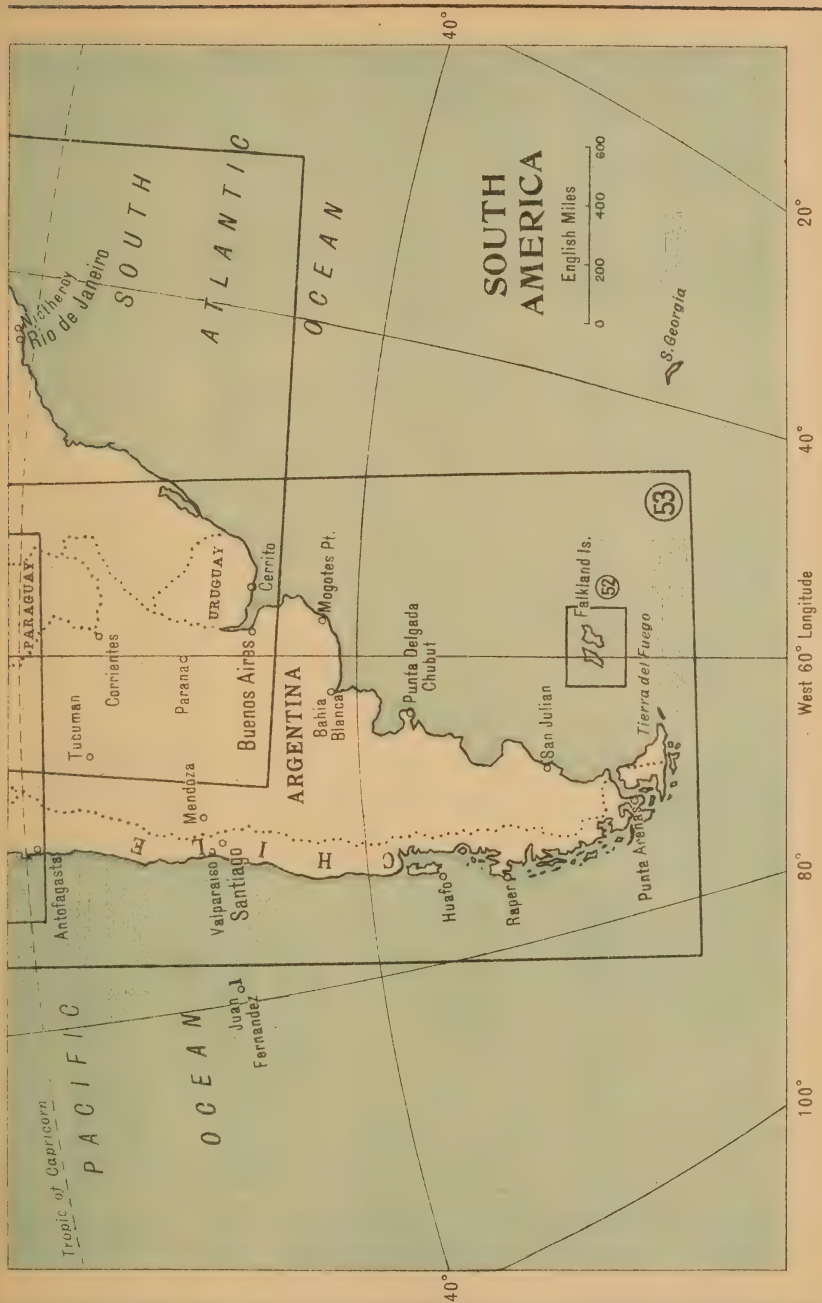 40°
SOUTH
ATLANTIC
OCEAN
Nictheroy
Rio de Janeiro
SOUTH
AMERICA
English Miles
0 200 400 600
S. Georgia
20°
40°
PARAGUAY
URUGUAY
Cerrito
Corrientes
Tucuman
Parana
Buenos Aires
Mogotes Pt.
ARGENTINA
Bahia
Blanca
Mendoza
Punta Delgada
Chubut
San Julian
Falkland Is.
52
53
Tierra del Fuego
West 60° Longitude
Antofagasta
CHILE
Valparaiso
Santiago
Huafo
Raper
Punta Arenas
80°
Juan
Fernandez
Tropic of Capricorn
PACIFIC
OCEAN
100°
40°